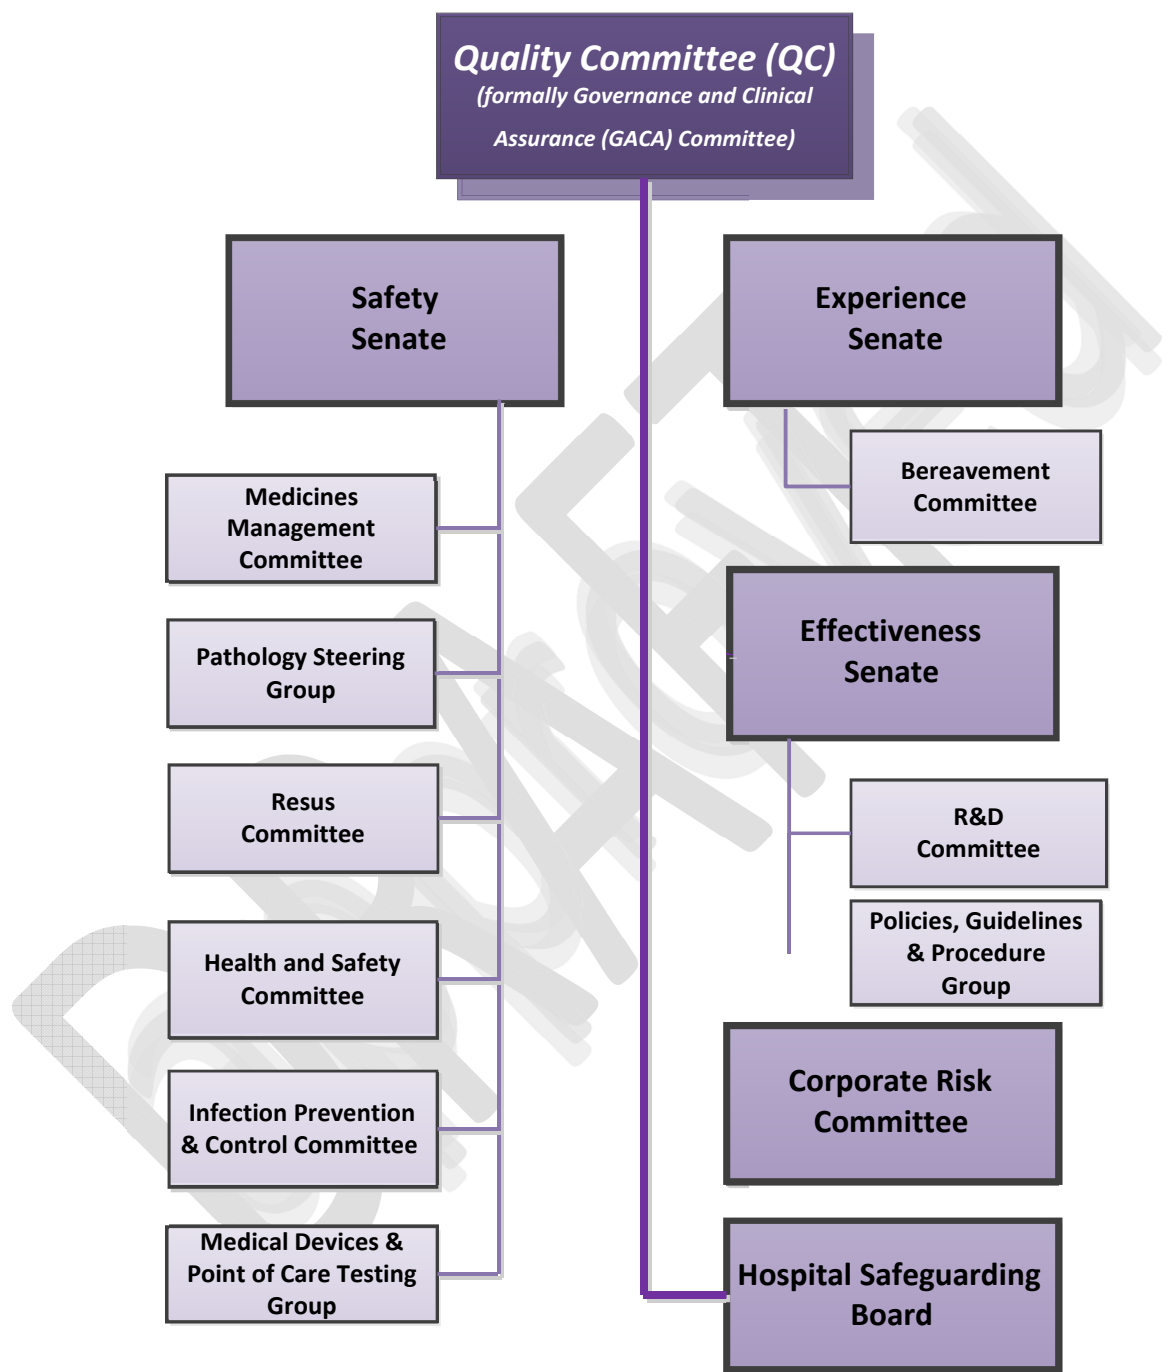 Quality Committee (QC)
(formally Governance and Clinical
Assurance (GACA) Committee)
Safety
Senate
Medicines
Management
Committee
Pathology Steering
Group
Resus
Committee
Health and Safety
Committee
Infection Prevention
& Control Committee
Medical Devices &
Point of Care Testing
Group
Experience
Senate
Bereavement
Committee
Effectiveness
Senate
R&D
Committee
Policies, Guidelines
& Procedure
Group
Corporate Risk
Committee
Hospital Safeguarding
Board